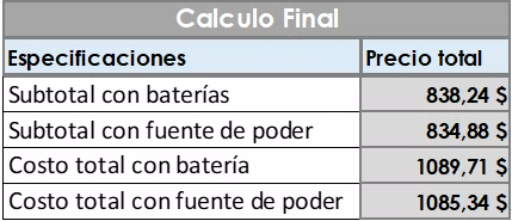 Calculo Final
Especificaciones Precio total
Subtotal con baterías 838,24 $
Subtotal con fuente de poder 834,88 $
Costo total con batería 1089,71 $
Costo total con fuente de poder 1085,34 $